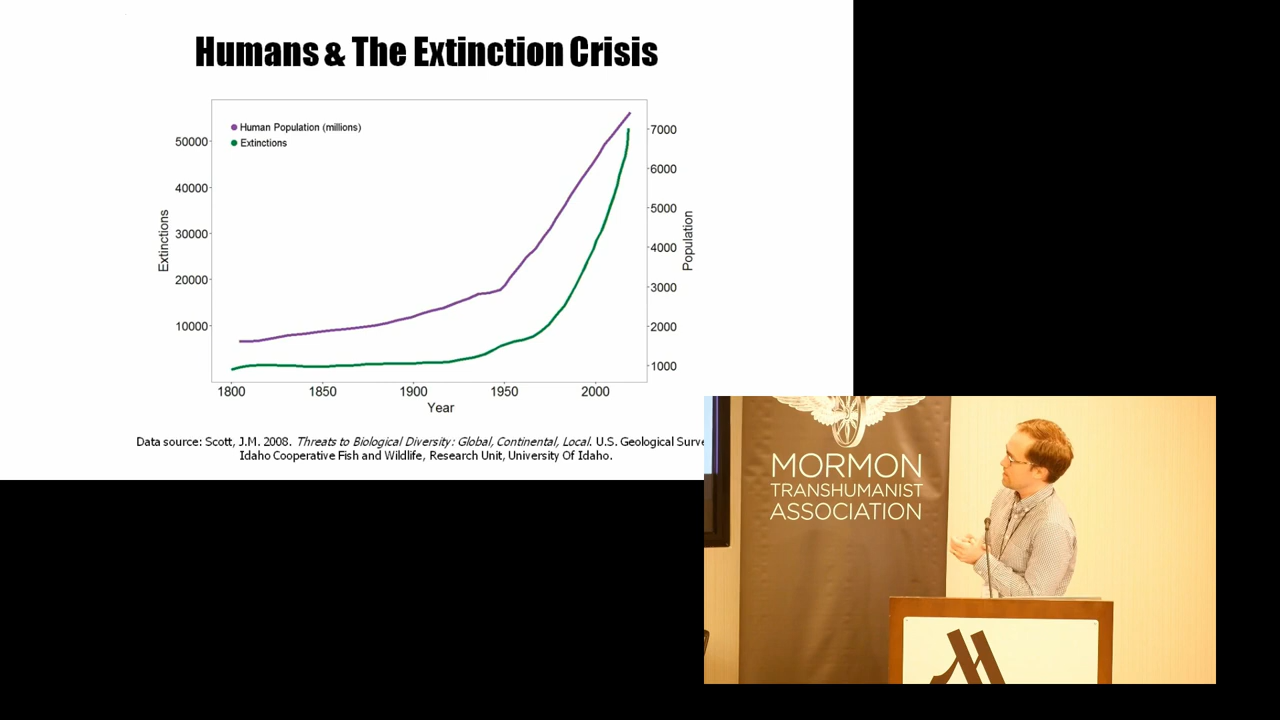 Humans & The Extinction Crisis
Human Population (millions)
Extinctions
50000
40000
30000
20000
10000
Extinctions
7000
6000
5000
4000
3000
2000
1000
Population
1800 1850 1900 1950 2000
Year
Data source: Scott, J.M. 2008. Threats to Biological Diversity: Global, Continental, Local. U.S. Geological Surve
Idaho Cooperative Fish and Wildlife, Research Unit, University Of Idaho.
MORMON
TRANSHUMANIST
ASSOCIATION